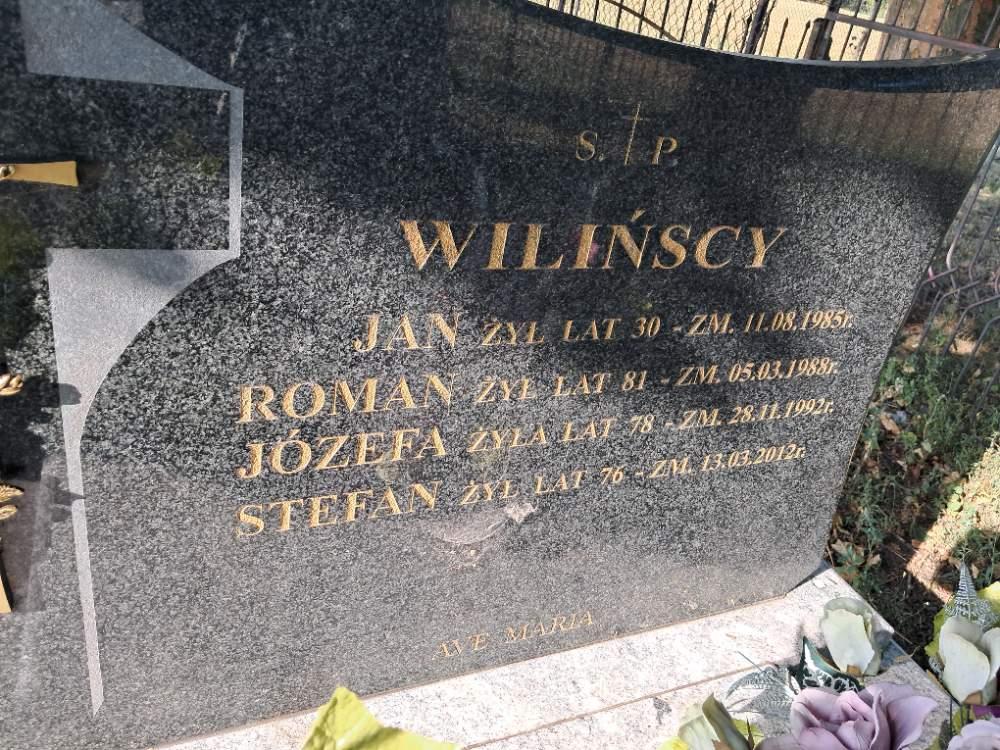 S. P.
WILIŃSCY
JAN ŻYŁ LAT 30 - ZM. 11.08.1985r.
ROMAN ŻYŁ LAT 81 - ZM. 05.03.1988r.
JÓZEFA ŻYŁA LAT 78 - ZM. 28.11.1992r.
STEFAN ŻYŁ LAT 76 - ZM. 13.03.2012r.
AVE MARIA